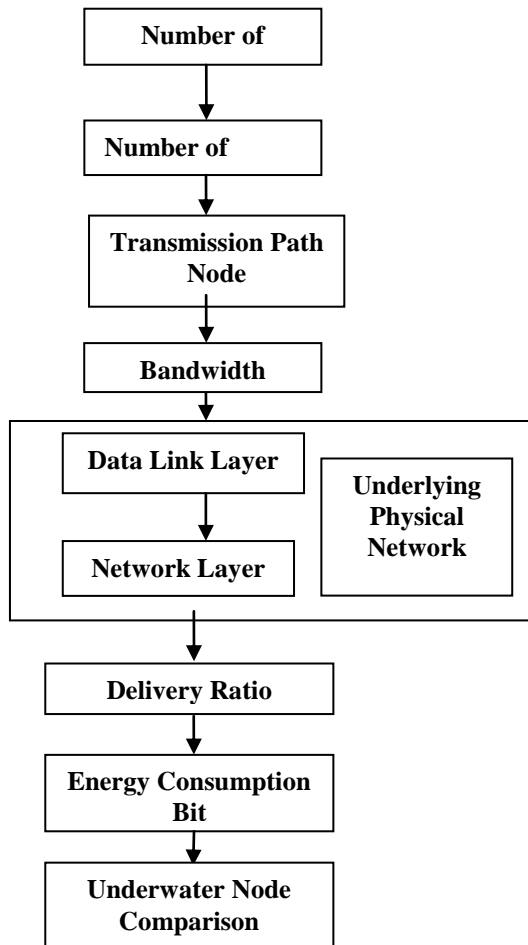 Number of
Number of
Transmission Path
Node
Bandwidth
Data Link Layer
Network Layer
Underlying
Physical
Network
Delivery Ratio
Energy Consumption
Bit
Underwater Node
Comparison